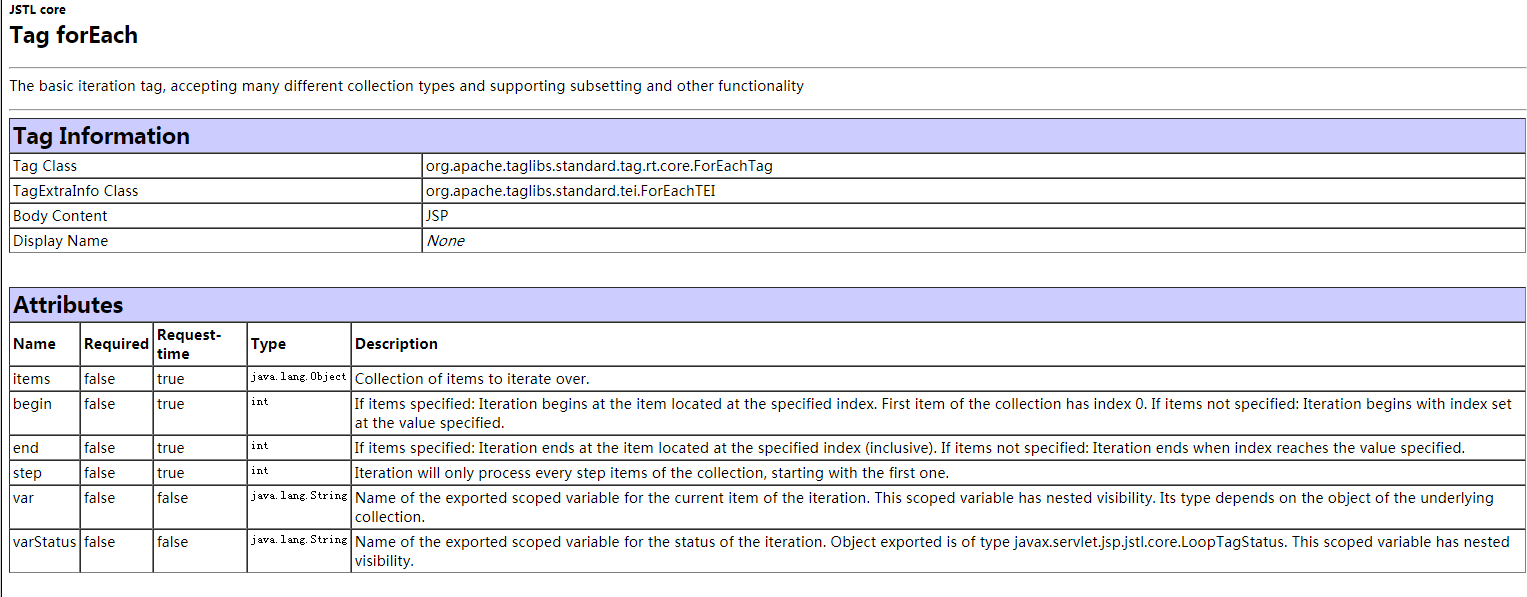 JSTL core
Tag forEach
The basic iteration tag, accepting many different collection types and supporting subsetting and other functionality
Tag Information
Tag Class org.apache.taglibs.standard.tag.rt.core.ForEachTag
TagExtraInfo Class org.apache.taglibs.standard.tei.ForEachTEI
Body Content JSP
Display Name None
Attributes
Name Required Request-time Type Description
items false true java.lang.Object Collection of items to iterate over.
begin false true int If items specified: Iteration begins at the item located at the specified index. First item of the collection has index 0. If items not specified: Iteration begins with index set
at the value specified.
end false true int If items specified: Iteration ends at the item located at the specified index (inclusive). If items not specified: Iteration ends when index reaches the value specified.
step false true int Iteration will only process every step items of the collection, starting with the first one.
var false false java.lang.String Name of the exported scoped variable for the current item of the iteration. This scoped variable has nested visibility. Its type depends on the object of the underlying
collection.
varStatus false false java.lang.String Name of the exported scoped variable for the status of the iteration. Object exported is of type javax.servlet.jsp.jstl.core.LoopTagStatus. This scoped variable has nested
visibility.